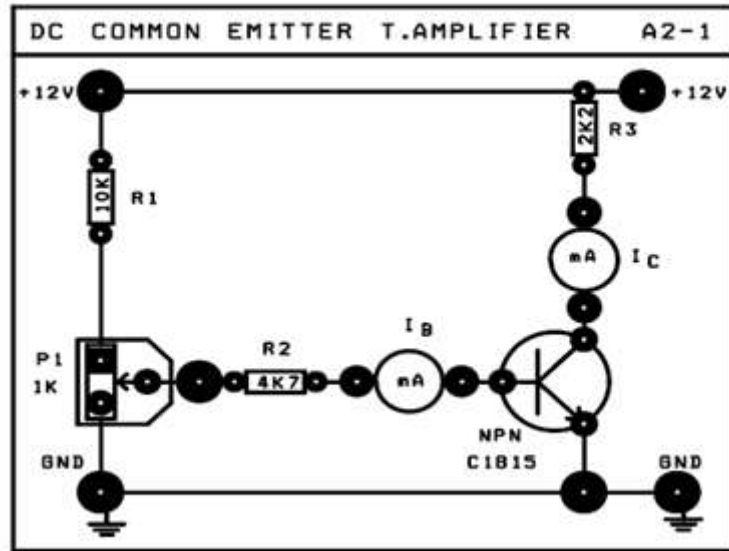 DC COMMON EMITTER T.AMPLIFIER A2-1
+12V +12V
2K2 R3
10K R1
mA IC
IB
P1 R2
1K 4K7 mA
NPN
GND C1815 GND